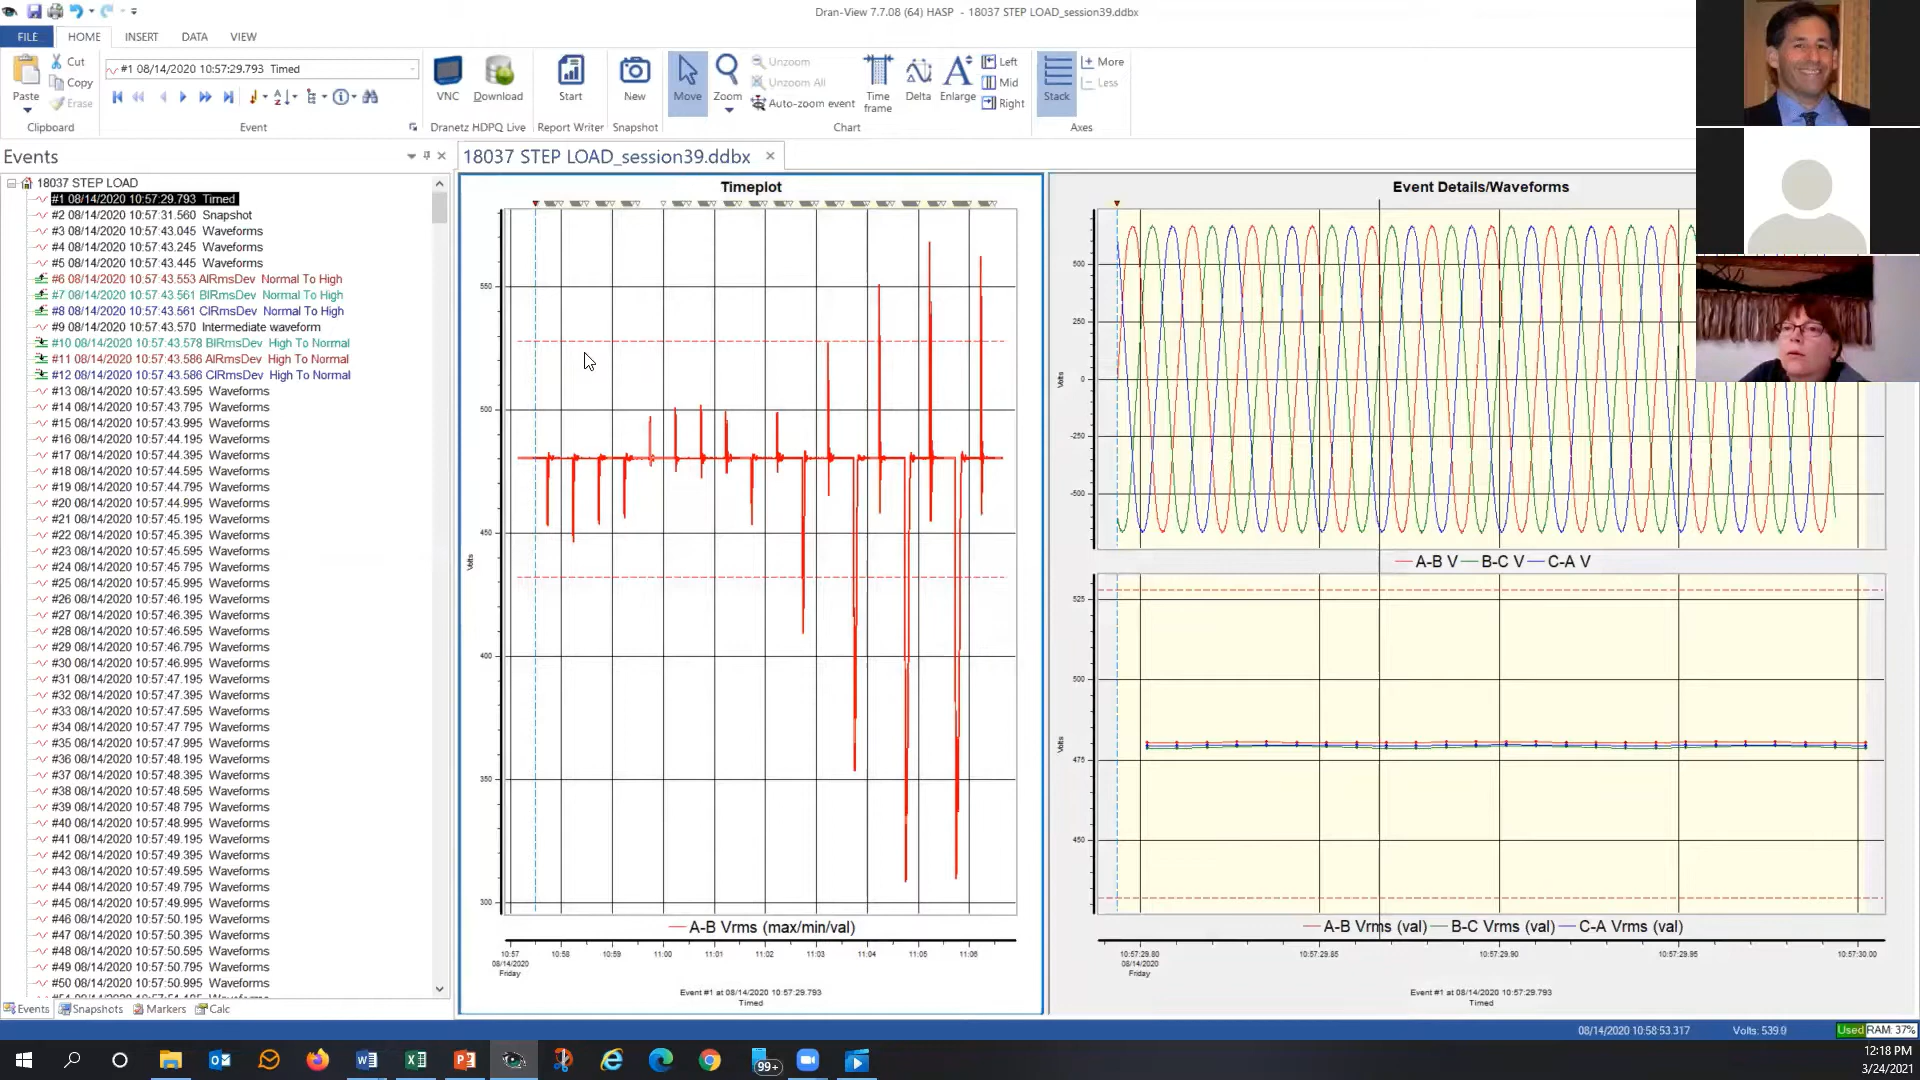 Dran-View 7.7.08 (64) HASP - 18037 STEP LOAD_session39.ddbx
FILE HOME INSERT DATA VIEW
Paste
Cut
Copy
Erase
Clipboard
#1 08/14/2020 10:57:29.793 Timed
Event
VNC Download
Dranetz HDPQ Live
Start
Report Writer
New
Snapshot
Move Zoom
Unzoom
Unzoom All
Auto-zoom event
Time frame
Delta
Enlarge
Left
Mid
Right
Chart
Stack
More
Less
Axes
Events
18037 STEP LOAD
#1 08/14/2020 10:57:29.793 Timed
#2 08/14/2020 10:57:31.560 Snapshot
#3 08/14/2020 10:57:43.045 Waveforms
#4 08/14/2020 10:57:43.245 Waveforms
#5 08/14/2020 10:57:43.445 Waveforms
#6 08/14/2020 10:57:43.553 AIRmsDev Normal To High
#7 08/14/2020 10:57:43.561 BIRmsDev Normal To High
#8 08/14/2020 10:57:43.561 CIRmsDev Normal To High
#9 08/14/2020 10:57:43.570 Intermediate waveform
#10 08/14/2020 10:57:43.578 BIRmsDev High To Normal
#11 08/14/2020 10:57:43.586 AIRmsDev High To Normal
#12 08/14/2020 10:57:43.586 CIRmsDev High To Normal
#13 08/14/2020 10:57:43.595 Waveforms
#14 08/14/2020 10:57:43.795 Waveforms
#15 08/14/2020 10:57:43.995 Waveforms
#16 08/14/2020 10:57:44.195 Waveforms
#17 08/14/2020 10:57:44.395 Waveforms
#18 08/14/2020 10:57:44.595 Waveforms
#19 08/14/2020 10:57:44.795 Waveforms
#20 08/14/2020 10:57:44.995 Waveforms
#21 08/14/2020 10:57:45.195 Waveforms
#22 08/14/2020 10:57:45.395 Waveforms
#23 08/14/2020 10:57:45.595 Waveforms
#24 08/14/2020 10:57:45.795 Waveforms
#25 08/14/2020 10:57:45.995 Waveforms
#26 08/14/2020 10:57:46.195 Waveforms
#27 08/14/2020 10:57:46.395 Waveforms
#28 08/14/2020 10:57:46.595 Waveforms
#29 08/14/2020 10:57:46.795 Waveforms
#30 08/14/2020 10:57:46.995 Waveforms
#31 08/14/2020 10:57:47.195 Waveforms
#32 08/14/2020 10:57:47.395 Waveforms
#33 08/14/2020 10:57:47.595 Waveforms
#34 08/14/2020 10:57:47.795 Waveforms
#35 08/14/2020 10:57:47.995 Waveforms
#36 08/14/2020 10:57:48.195 Waveforms
#37 08/14/2020 10:57:48.395 Waveforms
#38 08/14/2020 10:57:48.595 Waveforms
#39 08/14/2020 10:57:48.795 Waveforms
#40 08/14/2020 10:57:48.995 Waveforms
#41 08/14/2020 10:57:49.195 Waveforms
#42 08/14/2020 10:57:49.395 Waveforms
#43 08/14/2020 10:57:49.595 Waveforms
#44 08/14/2020 10:57:49.795 Waveforms
#45 08/14/2020 10:57:49.995 Waveforms
#46 08/14/2020 10:57:50.195 Waveforms
#47 08/14/2020 10:57:50.395 Waveforms
#48 08/14/2020 10:57:50.595 Waveforms
#49 08/14/2020 10:57:50.795 Waveforms
#50 08/14/2020 10:57:50.995 Waveforms
Events Snapshots Markers Calc
18037 STEP LOAD_session39.ddbx
Timeplot
Volts
550
500
450
400
350
300
A-B Vrms (max/min/val)
10:57 10:58 10:59 11:00 11:01 11:02 11:03 11:04 11:05 11:06
08/14/2020
Friday
Event #1 at 08/14/2020 10:57:29.793
Timed
Event Details/Waveforms
Volts
500
250
0
-250
-500
A-B V B-C V C-A V
Volts
525
500
475
450
A-B Vrms (val) B-C Vrms (val) C-A Vrms (val)
10:57:29.80 10:57:29.85 10:57:29.90 10:57:29.95 10:57:30.00
08/14/2020
Friday
Event #1 at 08/14/2020 10:57:29.793
Timed
08/14/2020 10:58:53.317 Volts: 539.9 Used RAM: 37%
99+
12:18 PM
3/24/2021